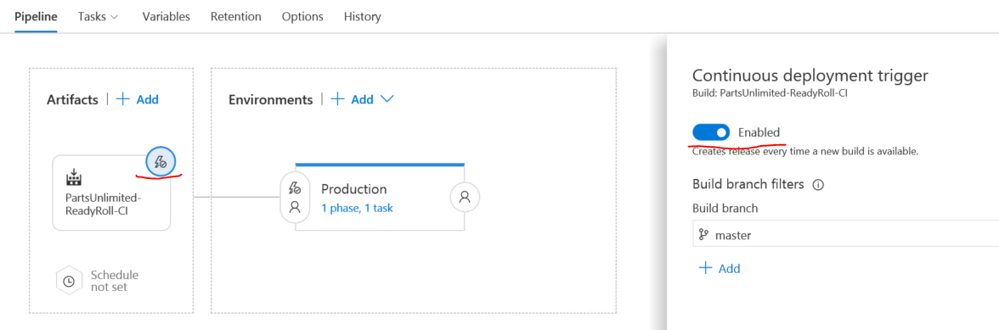 Pipeline Tasks Variables Retention Options History
Artifacts | + Add
Environments | + Add
PartsUnlimited-
ReadyRoll-CI
Schedule
not set
Production
1 phase, 1 task
Continuous deployment trigger
Build: PartsUnlimited-ReadyRoll-CI
Enabled
Creates release every time a new build is available.
Build branch filters
Build branch
master
+ Add